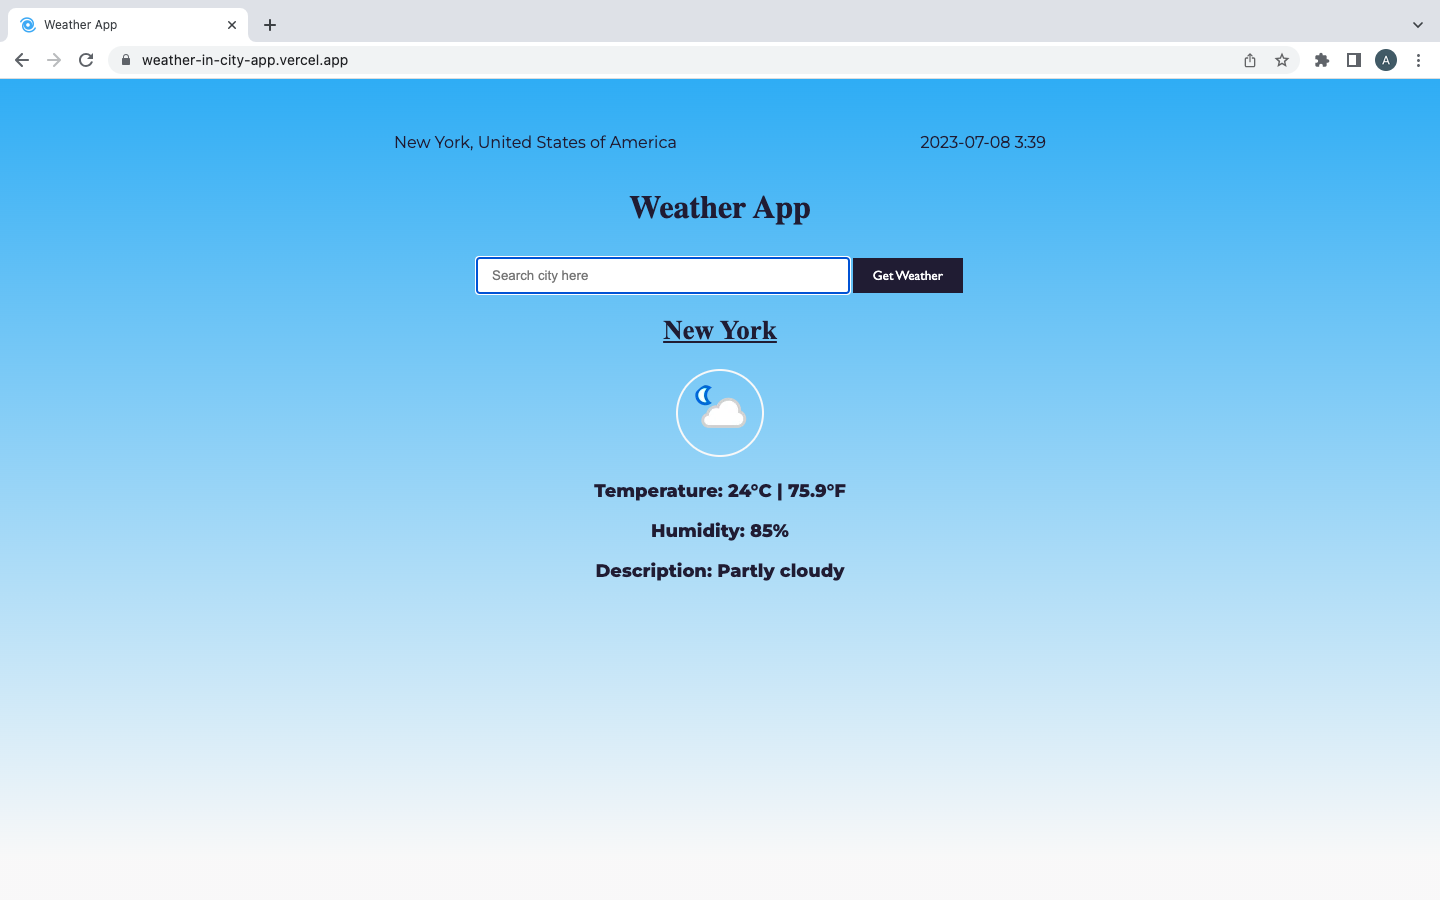 Weather App
weather-in-city-app.vercel.app
A
New York, United States of America
2023-07-08 3:39
Weather App
Search city here
Get Weather
New York
Temperature: 24°C | 75.9°F
Humidity: 85%
Description: Partly cloudy